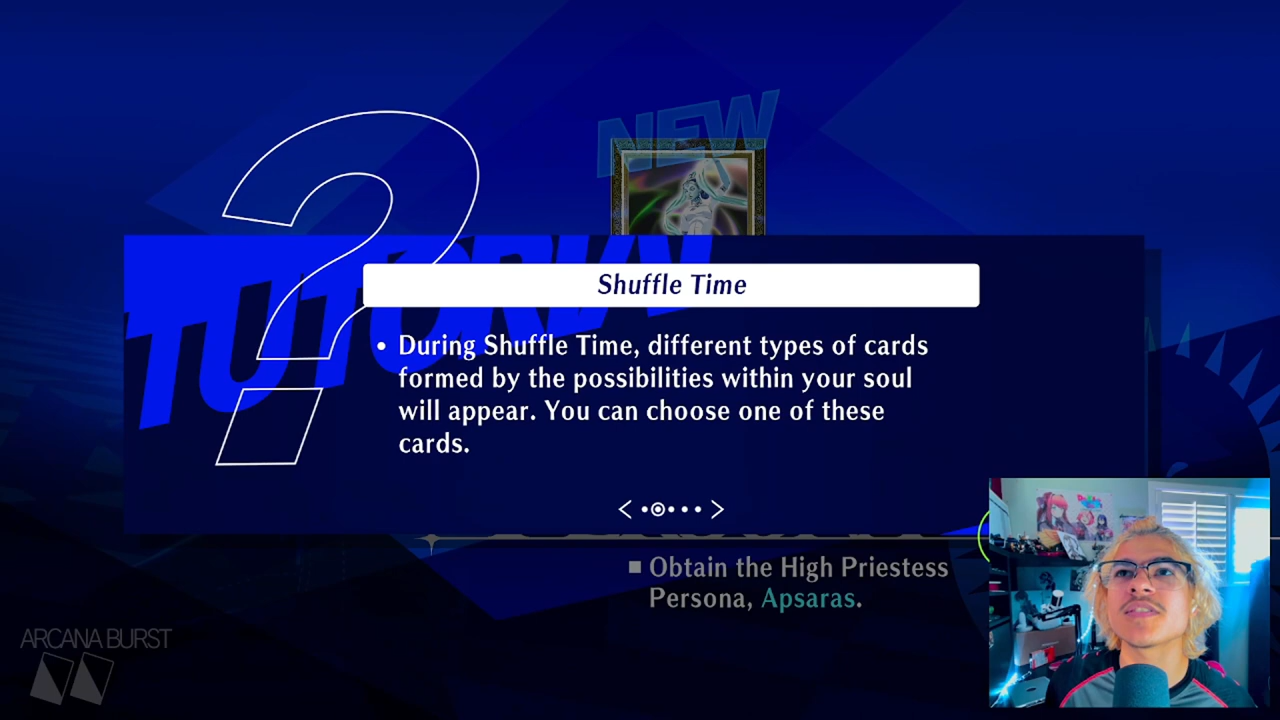 NEW
TUTORIAL
Shuffle Time
• During Shuffle Time, different types of cards
formed by the possibilities within your soul
will appear. You can choose one of these
cards.
■ Obtain the High Priestess
Persona, Apsaras.
ARCANA BURST